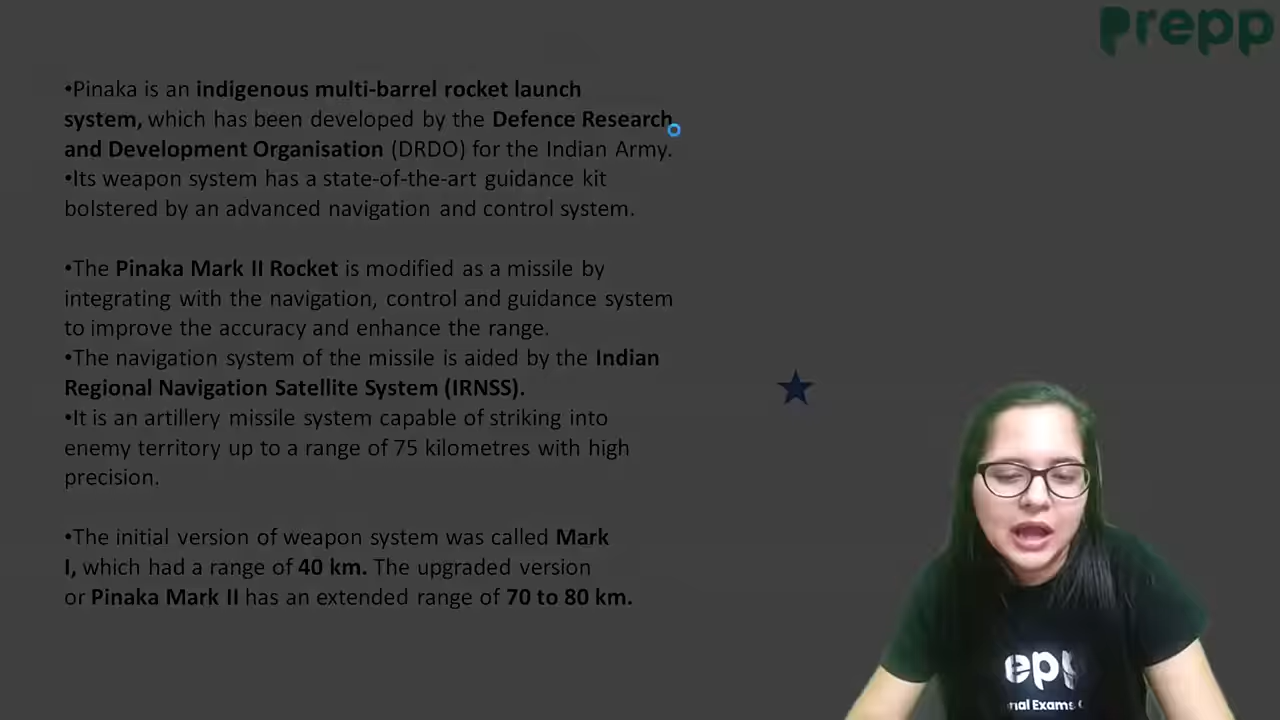 prepp
•Pinaka is an indigenous multi-barrel rocket launch
system, which has been developed by the Defence Research
and Development Organisation (DRDO) for the Indian Army.
•Its weapon system has a state-of-the-art guidance kit
bolstered by an advanced navigation and control system.
•The Pinaka Mark II Rocket is modified as a missile by
integrating with the navigation, control and guidance system
to improve the accuracy and enhance the range.
•The navigation system of the missile is aided by the Indian
Regional Navigation Satellite System (IRNSS).
•It is an artillery missile system capable of striking into
enemy territory up to a range of 75 kilometres with high
precision.
•The initial version of weapon system was called Mark
I, which had a range of 40 km. The upgraded version
or Pinaka Mark II has an extended range of 70 to 80 km.
Exams